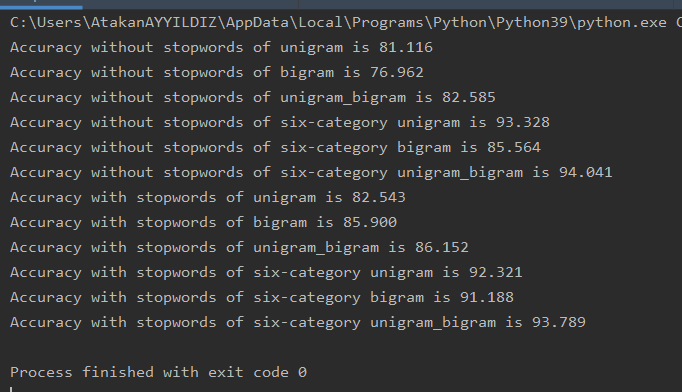 C:\Users\AtakanAYYILDIZ\AppData\Local\Programs\Python\Python39\python.exe C
Accuracy without stopwords of unigram is 81.116
Accuracy without stopwords of bigram is 76.962
Accuracy without stopwords of unigram_bigram is 82.585
Accuracy without stopwords of six-category unigram is 93.328
Accuracy without stopwords of six-category bigram is 85.564
Accuracy without stopwords of six-category unigram_bigram is 94.041
Accuracy with stopwords of unigram is 82.543
Accuracy with stopwords of bigram is 85.900
Accuracy with stopwords of unigram_bigram is 86.152
Accuracy with stopwords of six-category unigram is 92.321
Accuracy with stopwords of six-category bigram is 91.188
Accuracy with stopwords of six-category unigram_bigram is 93.789
Process finished with exit code 0